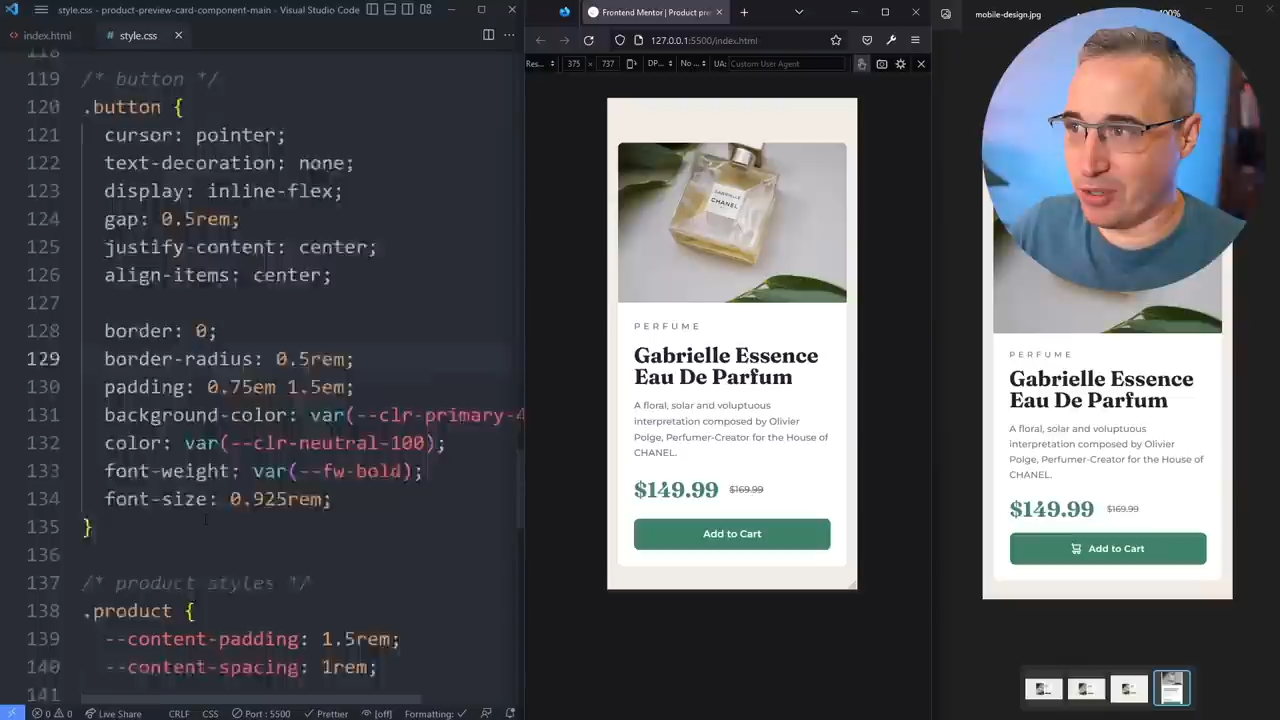 style.css - product-preview-card-component-main - Visual Studio Code
index.html
style.css
118
119 /* button */
120 .button {
121 cursor: pointer;
122 text-decoration: none;
123 display: inline-flex;
124 gap: 0.5rem;
125 justify-content: center;
126 align-items: center;
127
128 border: 0;
129 border-radius: 0.5rem;
130 padding: 0.75em 1.5em;
131 background-color: var(--clr-primary-4
132 color: var(--clr-neutral-100);
133 font-weight: var(--fw-bold);
134 font-size: 0.925rem;
135 }
136
137 /* product styles */
138 .product {
139 --content-padding: 1.5rem;
140 --content-spacing: 1rem;
141
0 0 Live Share CRLF CSS Port : 5500 Prettier [off] Formatting:
Frontend Mentor | Product pre
127.0.0.1:5500/index.html
Res... 375 × 737 DP... No ... UA: Custom User Agent
GABRIELLE
CHANEL
PERFUME
Gabrielle Essence
Eau De Parfum
A floral, solar and voluptuous
interpretation composed by Olivier
Polge, Perfumer-Creator for the House of
CHANEL.
$149.99 $169.99
Add to Cart
mobile-design.jpg
100%
PERFUME
Gabrielle Essence
Eau De Parfum
A floral, solar and voluptuous
interpretation composed by Olivier
Polge, Perfumer-Creator for the House of
CHANEL.
$149.99 $169.99
Add to Cart